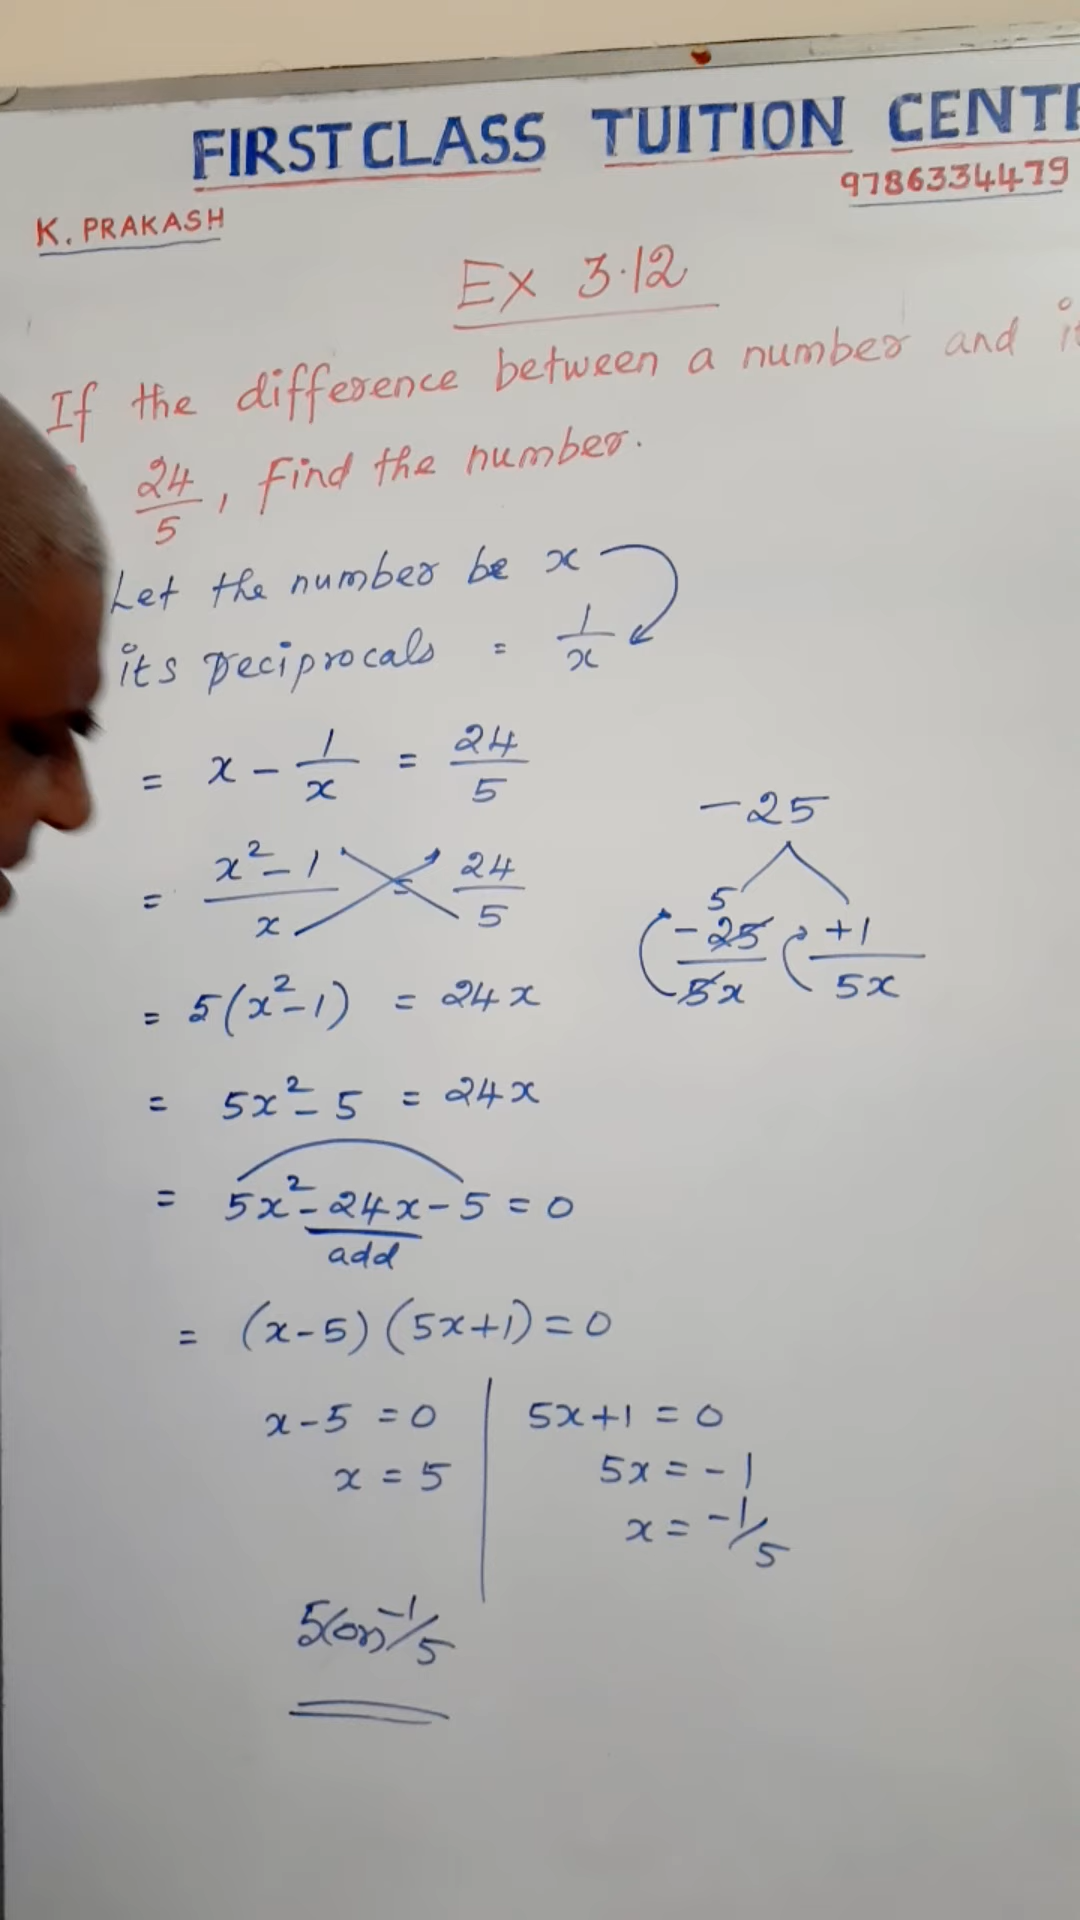 FIRST CLASS TUITION CENT
9786334479
K. PRAKASH
Ex 3.12
If the difference between a number and
24/5, Find the number.
Let the number be x
its reciprocals = 1/x
= x - 1/x = 24/5
= x² - 1 / x = 24/5
= 5(x² - 1) = 24x
= 5x² - 5 = 24x
= 5x² - 24x - 5 = 0
add
= (x-5) (5x+1) = 0
x-5 = 0
x = 5
5x+1 = 0
5x = -1
x = -1/5
5 (or) -1/5
-25
5
-25/5x +1/5x